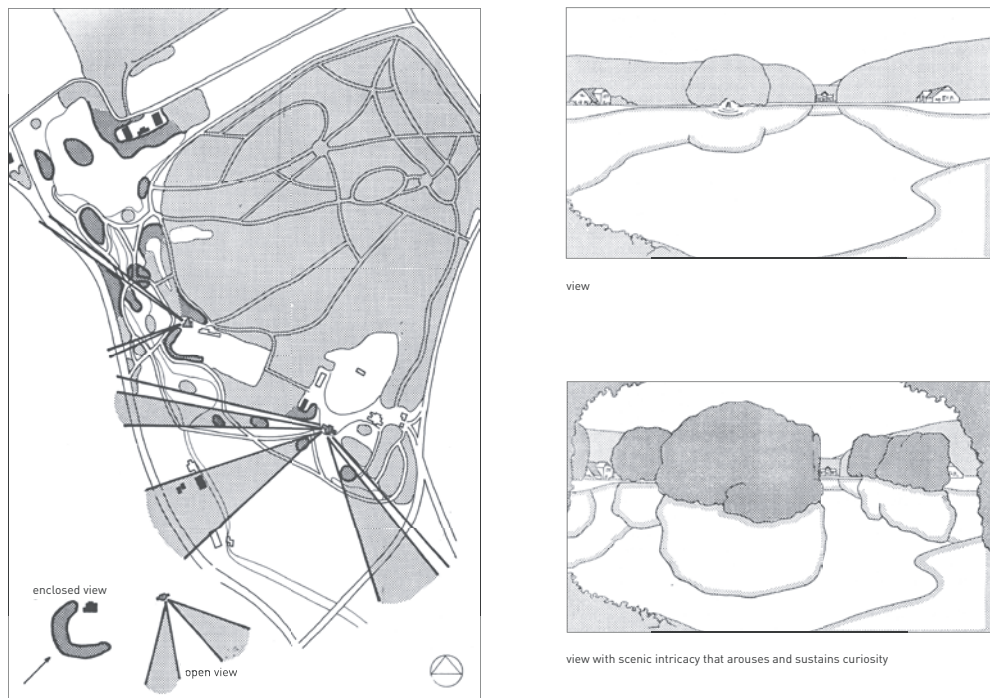 enclosed view
open view
view
view with scenic intricacy that arouses and sustains curiosity